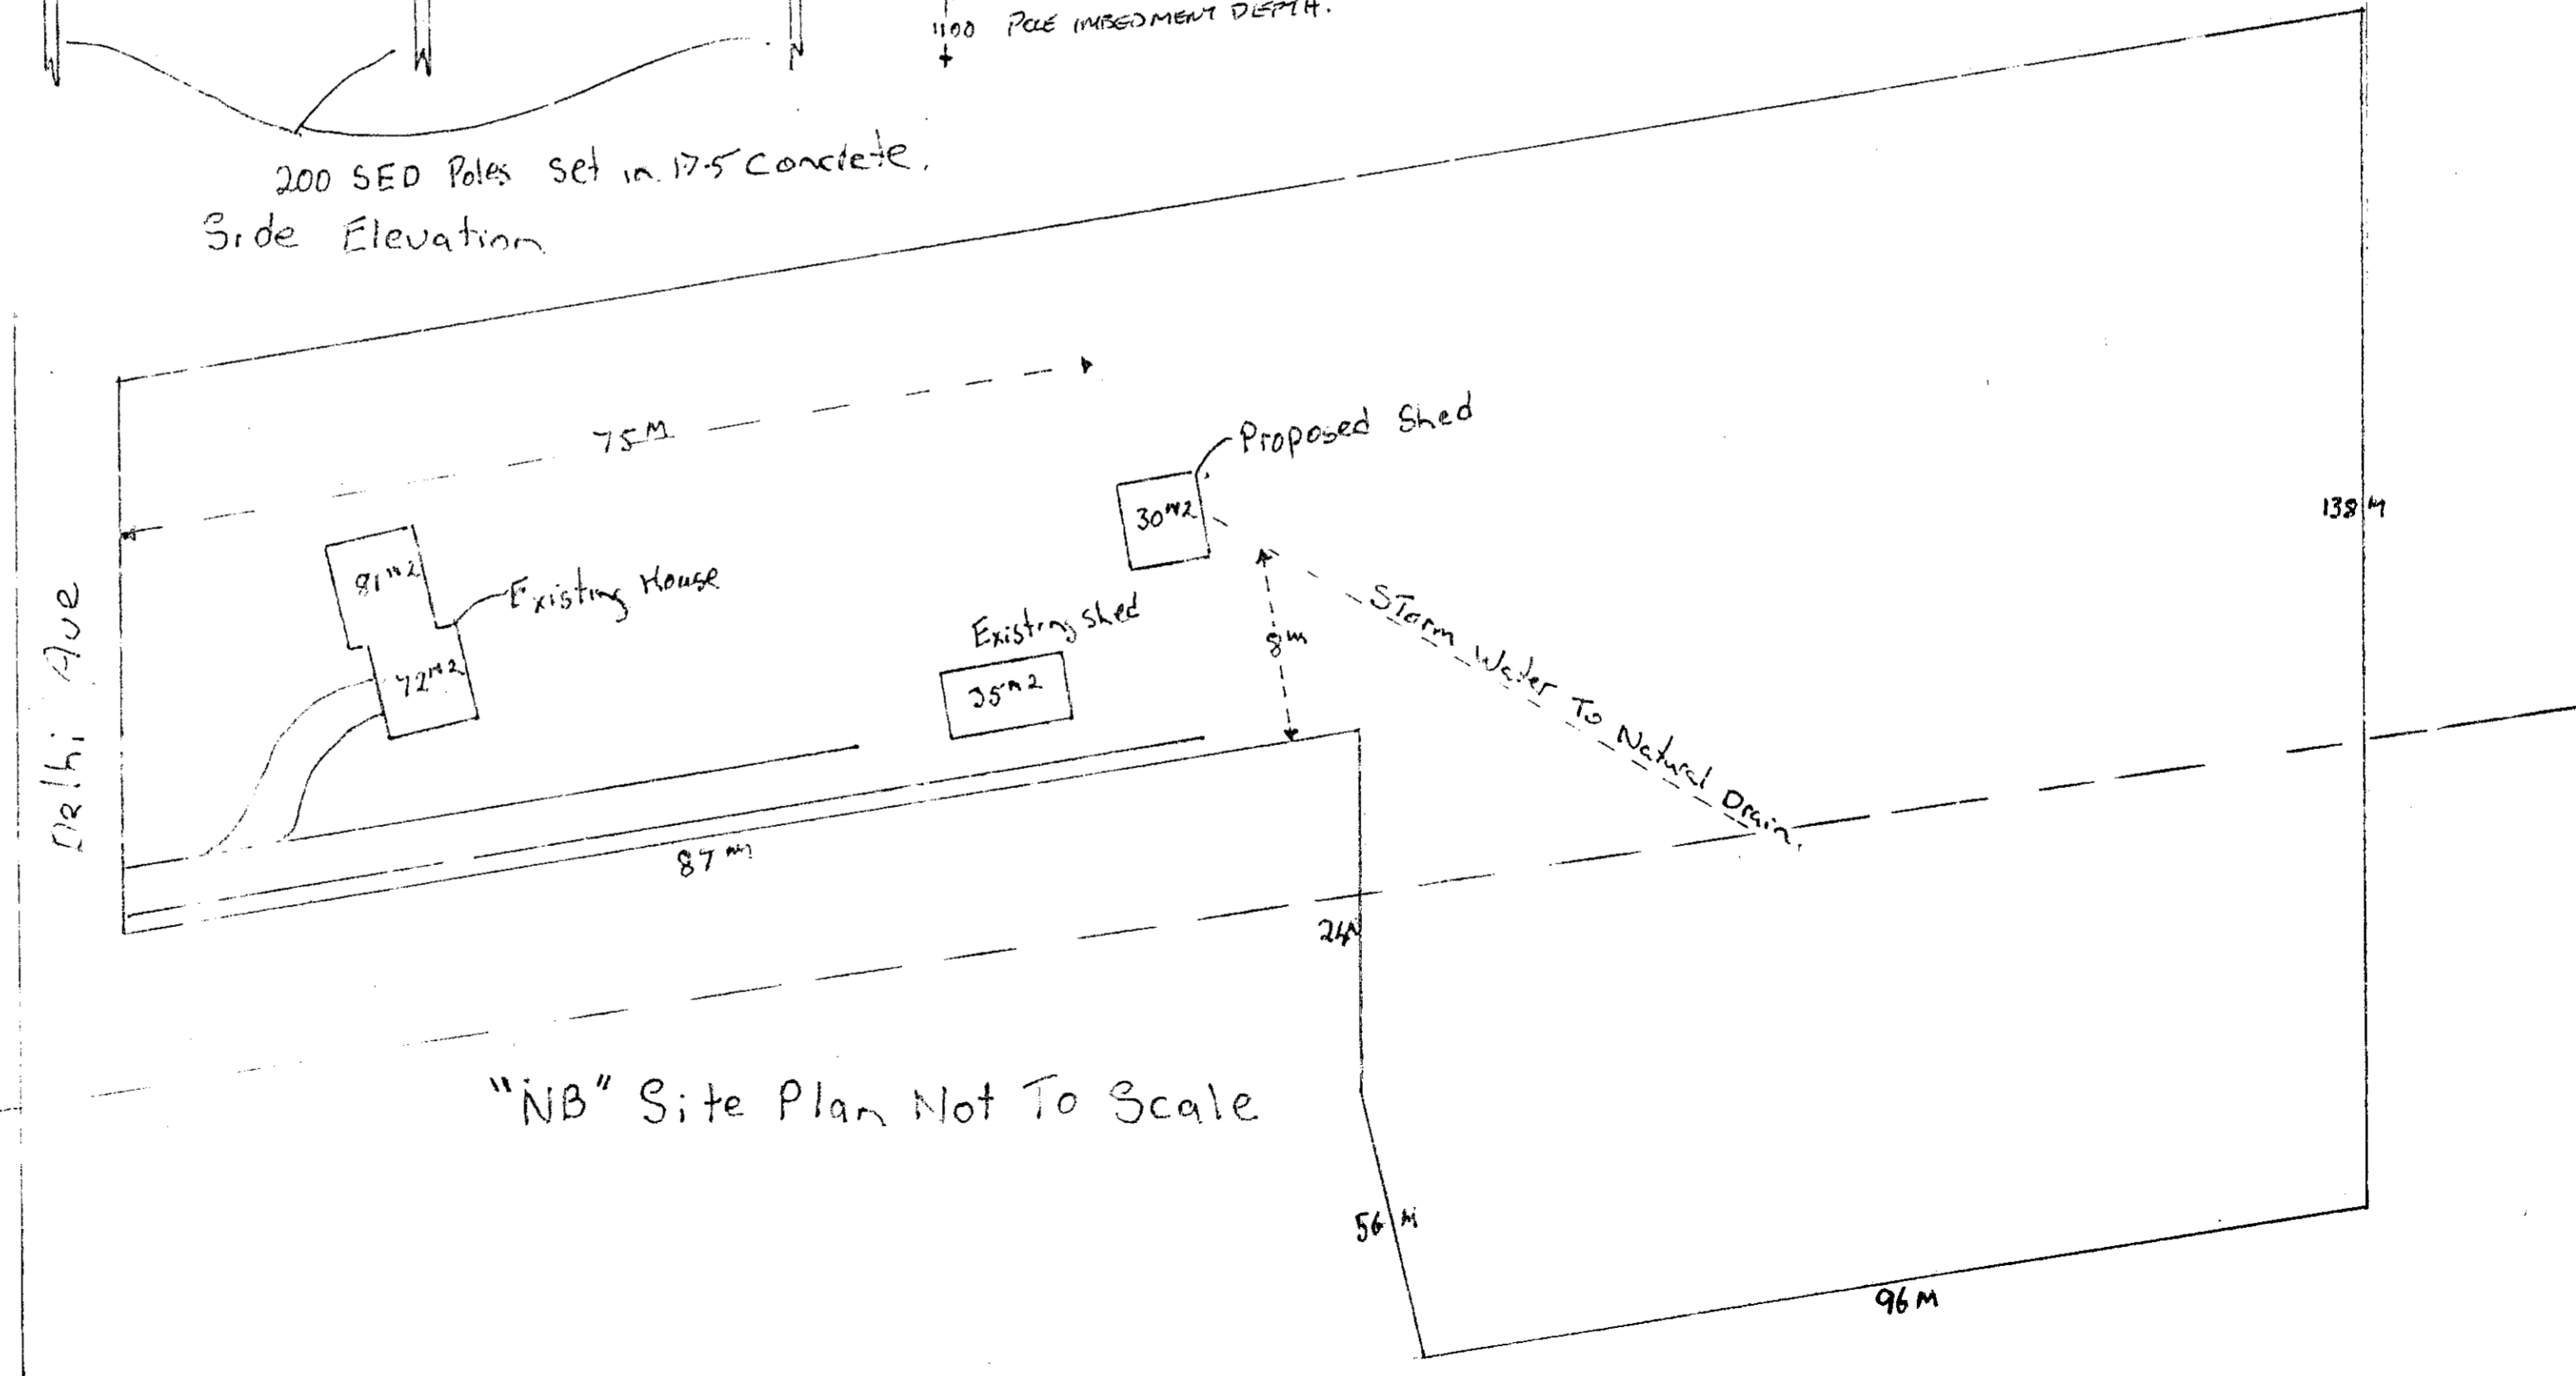 1100 POLE IMBEDMENT DEPTH.
200 SED Poles Set in 17.5 Concrete.
Side Elevation
75M
Proposed Shed
30m2
138M
81m2
Existing House
Existing shed
8m
Storm Water To Natural Drain.
72m2
35m2
Delhi Ave
87m
24M
"NB" Site Plan Not To Scale
56M
96M